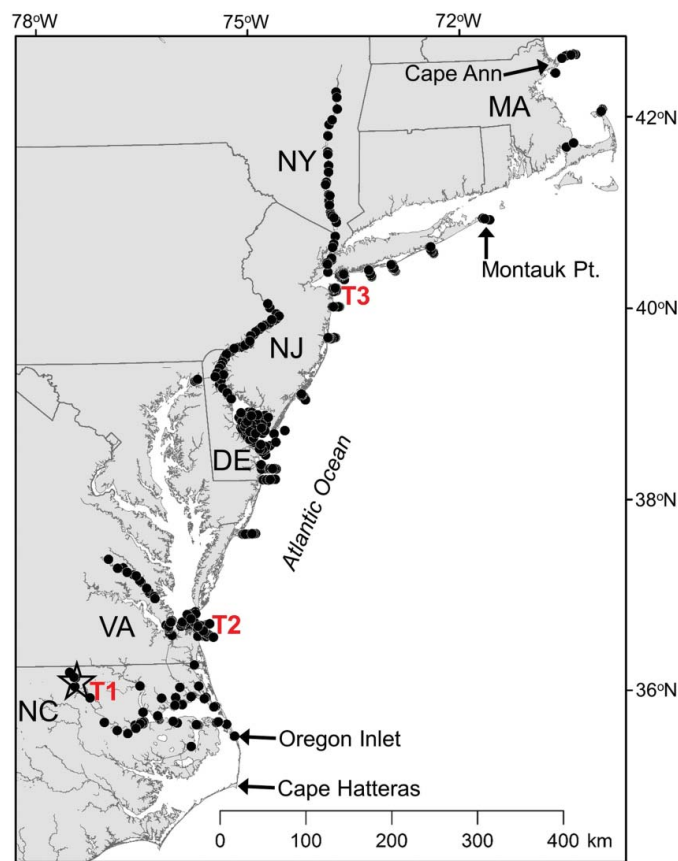 78°W 75°W 72°W
Cape Ann
MA
42°N
NY
Montauk Pt.
T3
40°N
NJ
DE
38°N
Atlantic Ocean
VA
T2
36°N
T1
NC
Oregon Inlet
Cape Hatteras
0 100 200 300 400 km